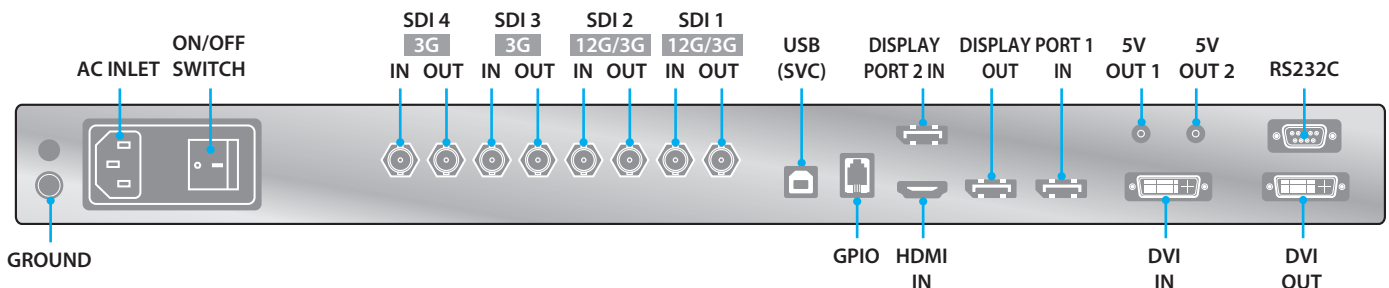 AC INLET
ON/OFF
SWITCH
SDI 4
3G
IN OUT
SDI 3
3G
IN OUT
SDI 2
12G/3G
IN OUT
SDI 1
12G/3G
IN OUT
USB
(SVC)
DISPLAY
PORT 2 IN
DISPLAY PORT 1
OUT IN
5V
OUT 1
5V
OUT 2
RS232C
GROUND
GPIO
HDMI
IN
DVI
IN
DVI
OUT